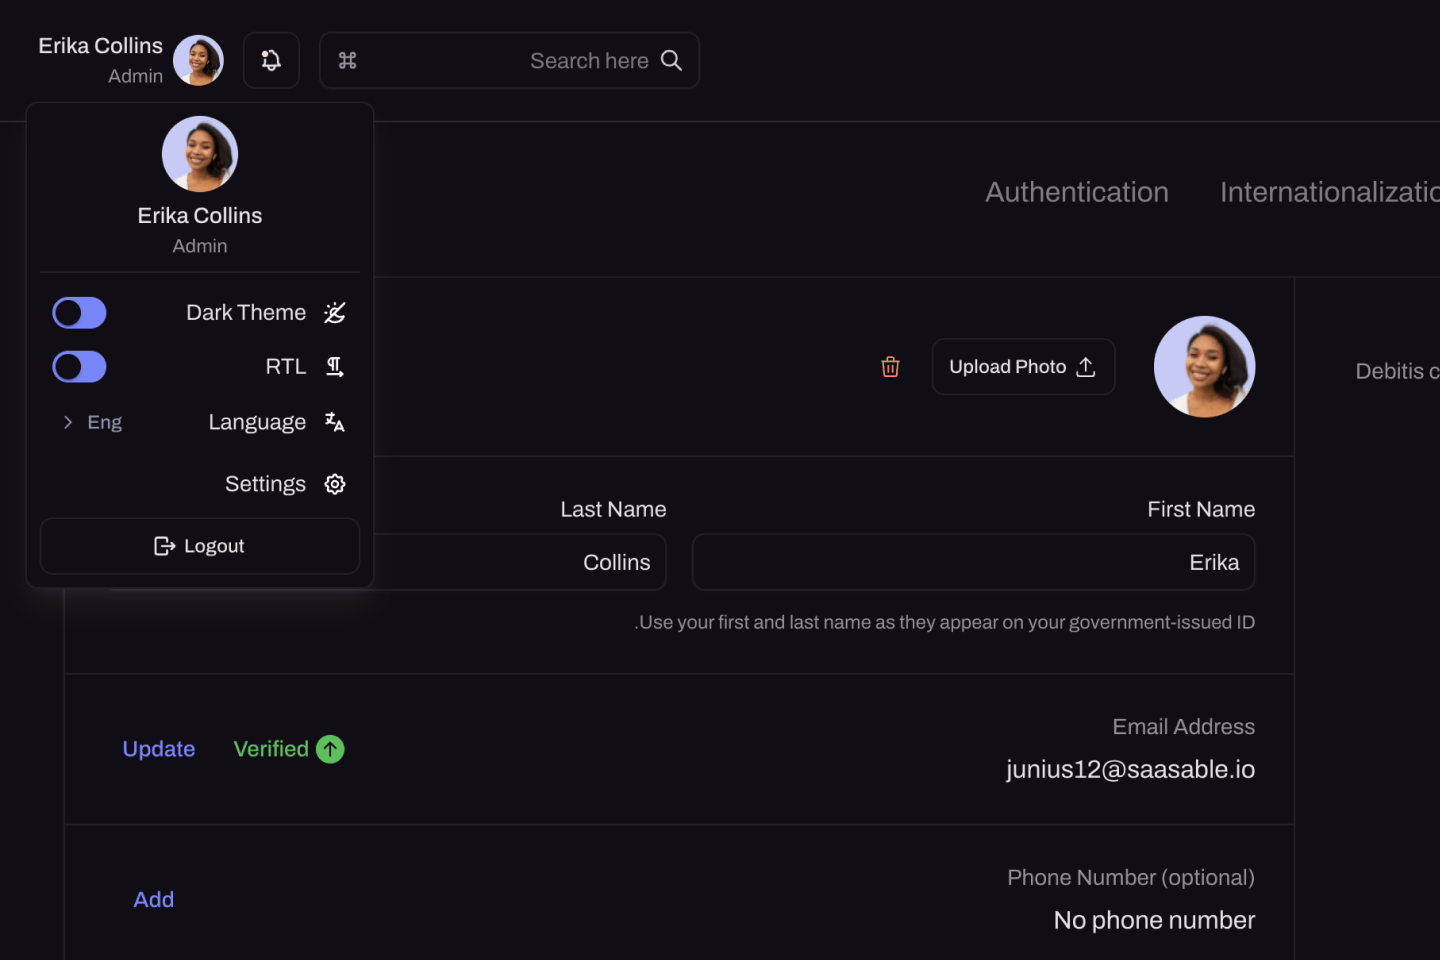 Erika Collins
Admin
⌘
Search here
Erika Collins
Admin
Dark Theme
RTL
Language
Eng
Settings
Logout
Authentication
Internationalizatio
Upload Photo
Debitis c
First Name
Erika
Last Name
Collins
.Use your first and last name as they appear on your government-issued ID
Email Address
junius12@saasable.io
Verified
Update
Phone Number (optional)
No phone number
Add